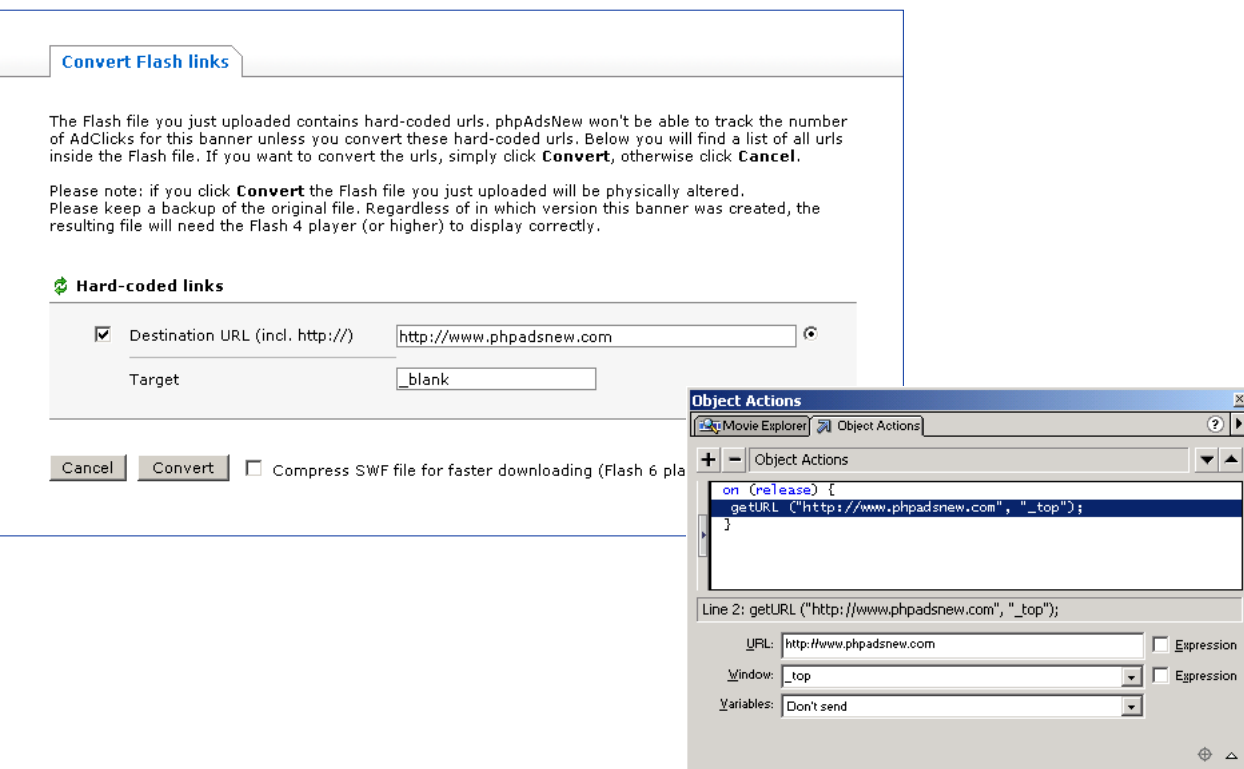 Convert Flash links
The Flash file you just uploaded contains hard-coded urls. phpAdsNew won't be able to track the number
of AdClicks for this banner unless you convert these hard-coded urls. Below you will find a list of all urls
inside the Flash file. If you want to convert the urls, simply click Convert, otherwise click Cancel.
Please note: if you click Convert the Flash file you just uploaded will be physically altered.
Please keep a backup of the original file. Regardless of in which version this banner was created, the
resulting file will need the Flash 4 player (or higher) to display correctly.
Hard-coded links
Destination URL (incl. http://) http://www.phpadsnew.com
Target _blank
Cancel Convert Compress SWF file for faster downloading (Flash 6 pla
Object Actions
Movie Explorer Object Actions ?
+ - Object Actions
on (release) {
getURL ("http://www.phpadsnew.com", "_top");
}
Line 2: getURL ("http://www.phpadsnew.com", "_top");
URL: http://www.phpadsnew.com Expression
Window: _top Expression
Variables: Don't send